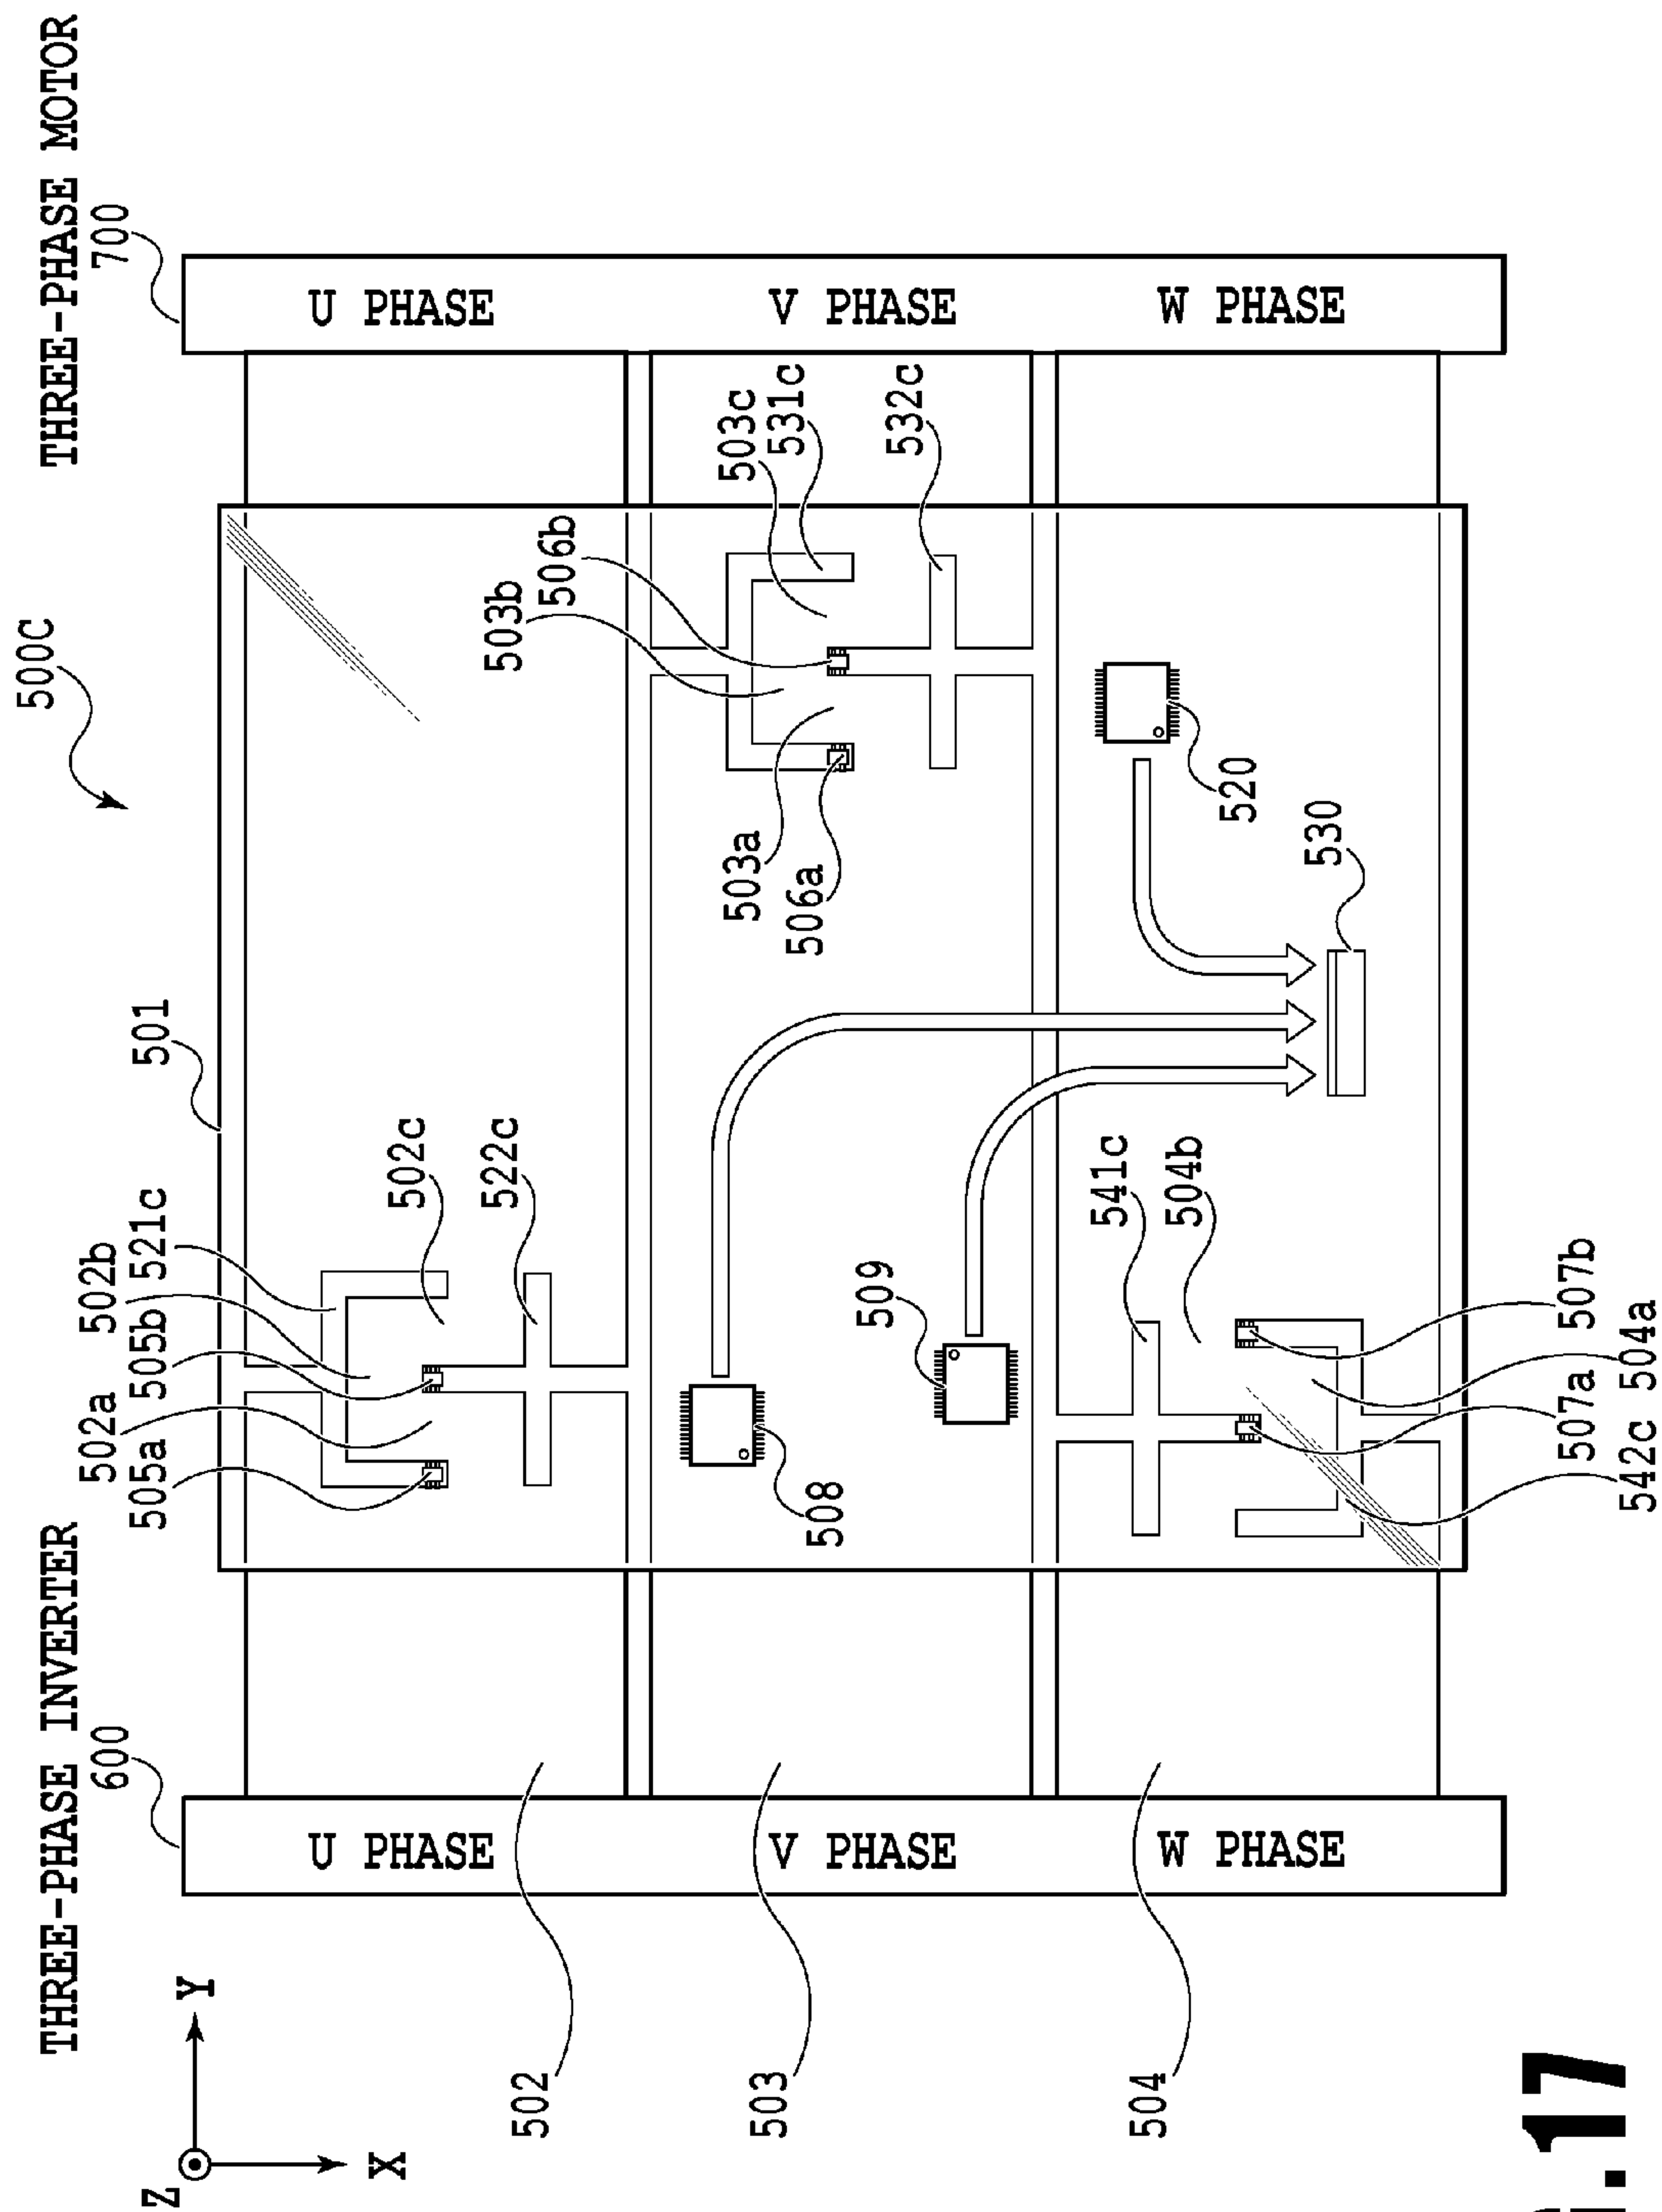 THREE-PHASE MOTOR
700
500C
U PHASE
V PHASE
W PHASE
503c
531c
532c
506b
503b
503a
506a
520
530
501
502c
522c
521c
502b
505b
502a
505a
541c
504b
509
508
507b
504a
507a
542c
THREE-PHASE INVERTER
600
U PHASE
V PHASE
W PHASE
502
503
504
Y
X
Z
.17